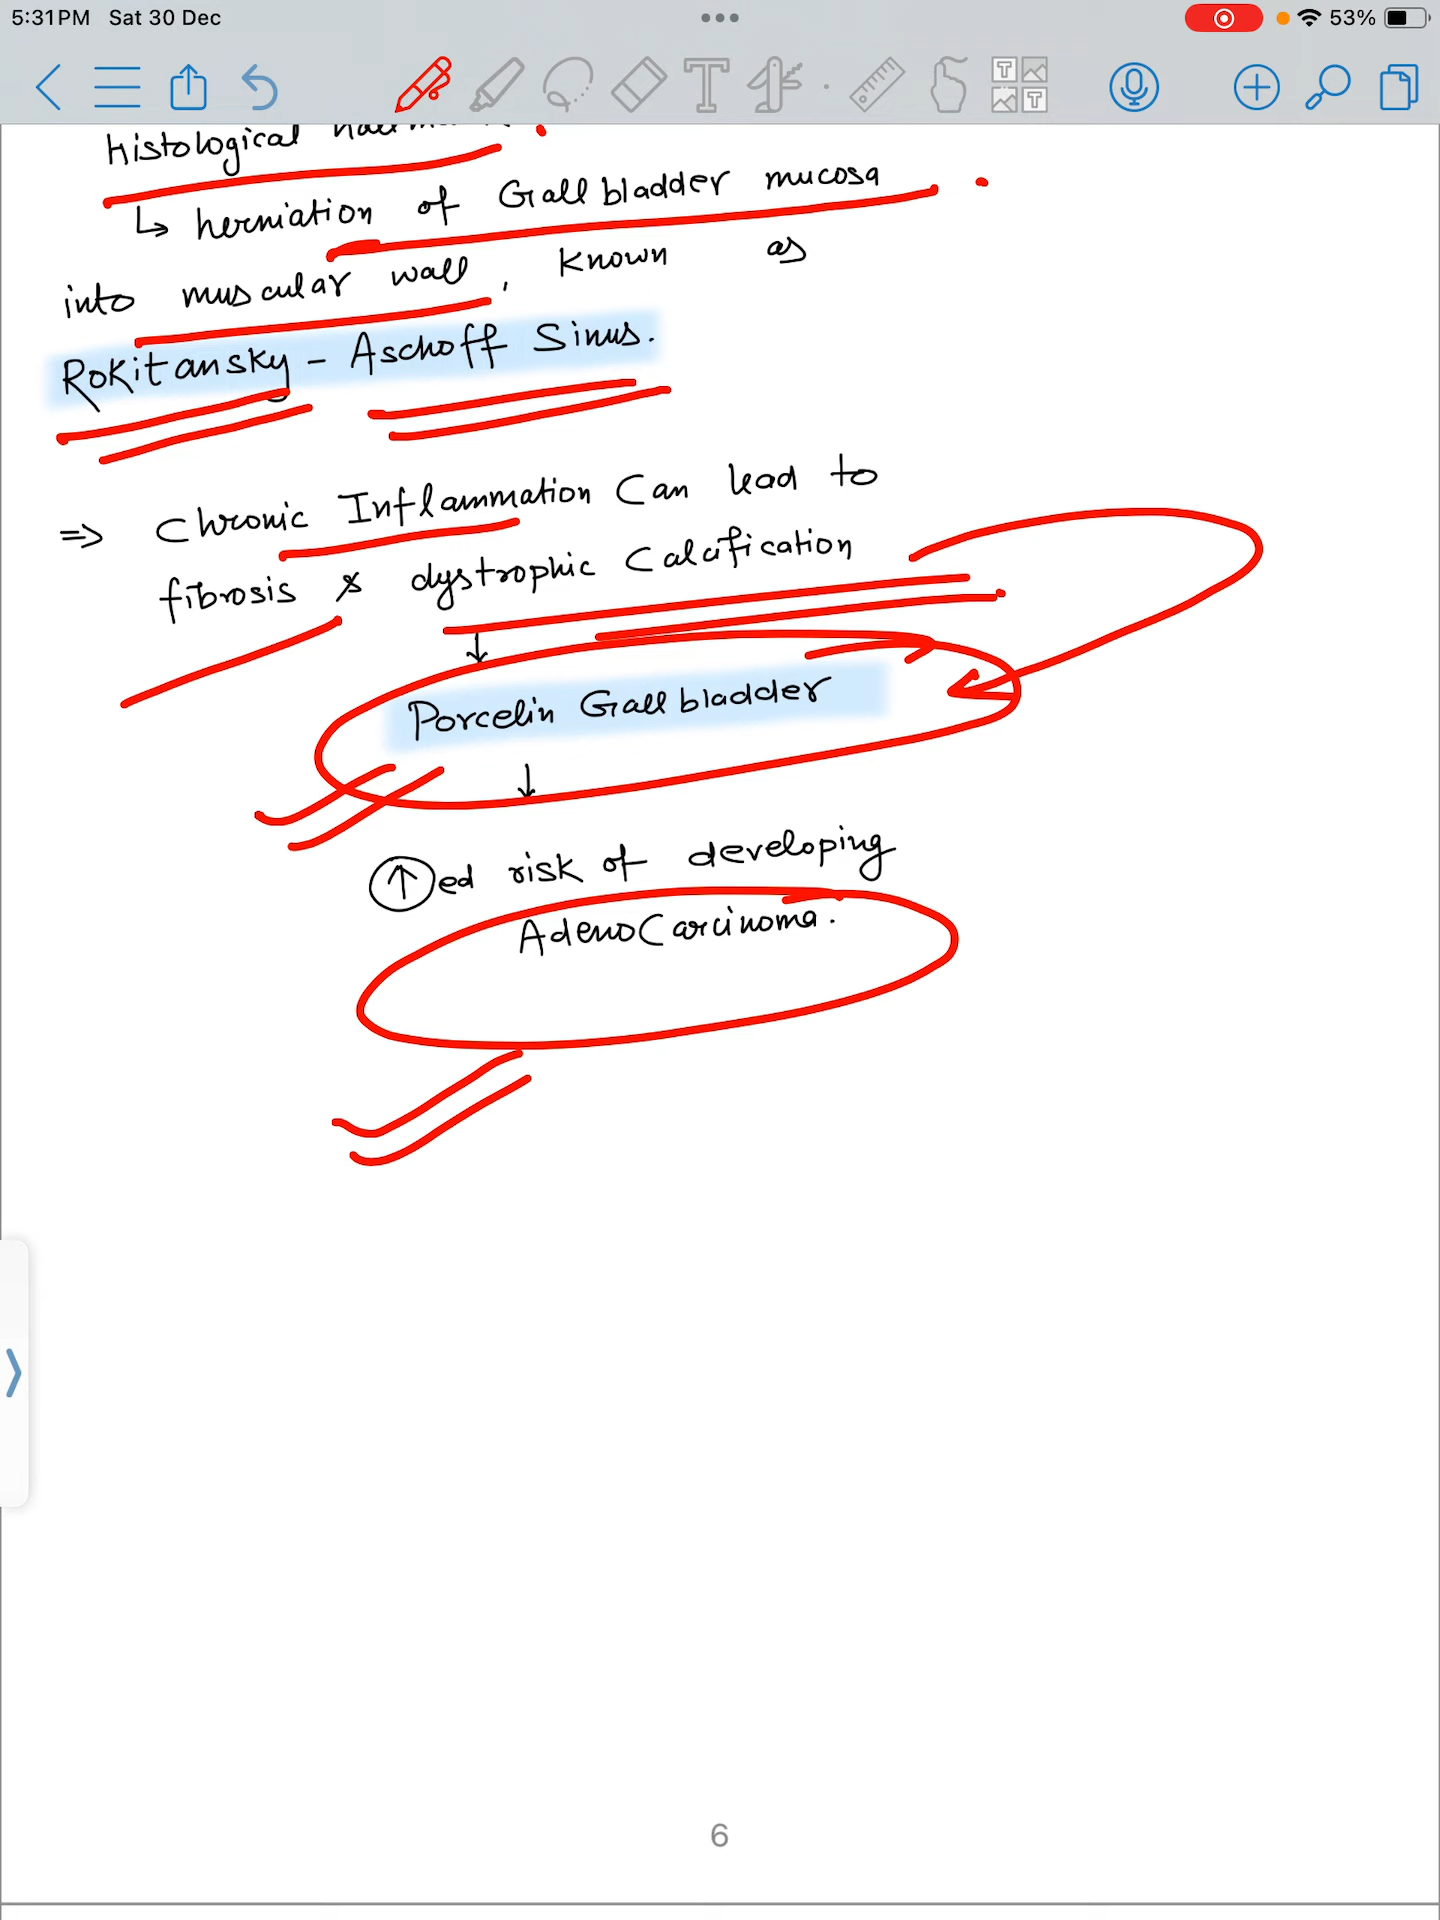 5:31 PM Sat 30 Dec
53%
histological
↳ herniation of Gall bladder mucosa
into muscular wall, Known as
Rokitansky - Aschoff Sinus.
⇒ Chronic Inflammation Can lead to
fibrosis & dystrophic Calcification
↓
Porcelin Gall bladder
↓
↑ed risk of developing
AdenoCarcinoma.
6